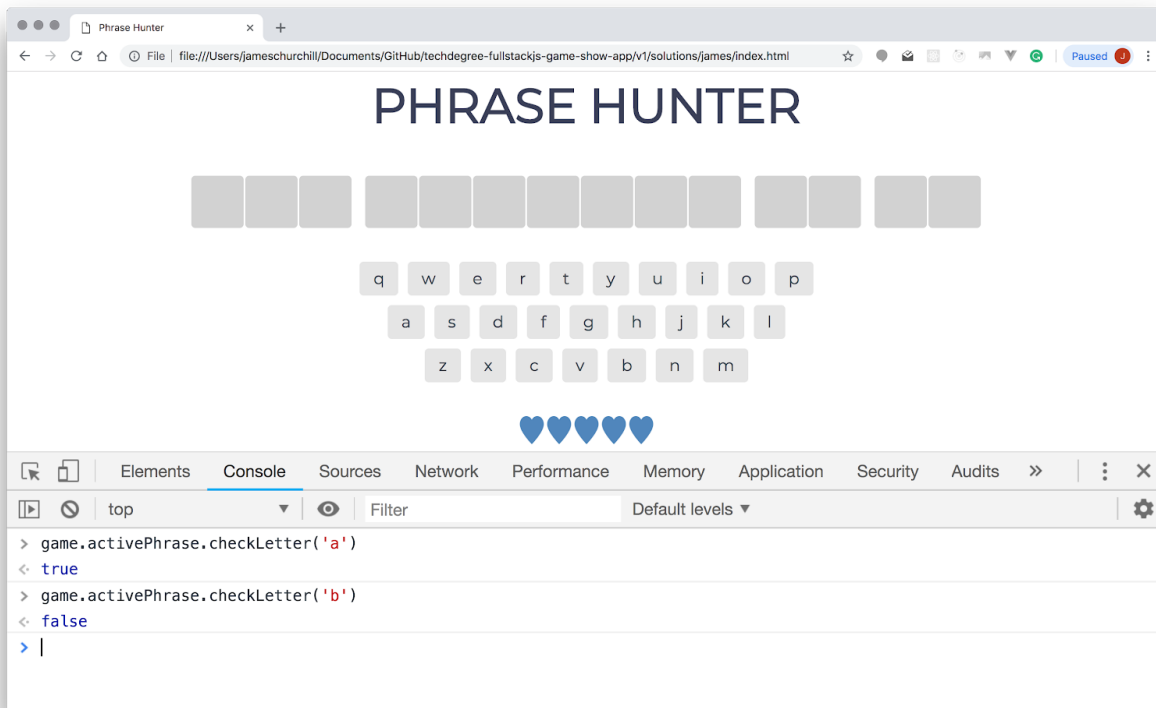 Phrase Hunter
File file:///Users/jameschurchill/Documents/GitHub/techdegree-fullstackjs-game-show-app/v1/solutions/james/index.html Paused J
PHRASE HUNTER
q w e r t y u i o p
a s d f g h j k l
z x c v b n m
Elements Console Sources Network Performance Memory Application Security Audits
top Filter Default levels
game.activePhrase.checkLetter('a')
true
game.activePhrase.checkLetter('b')
false